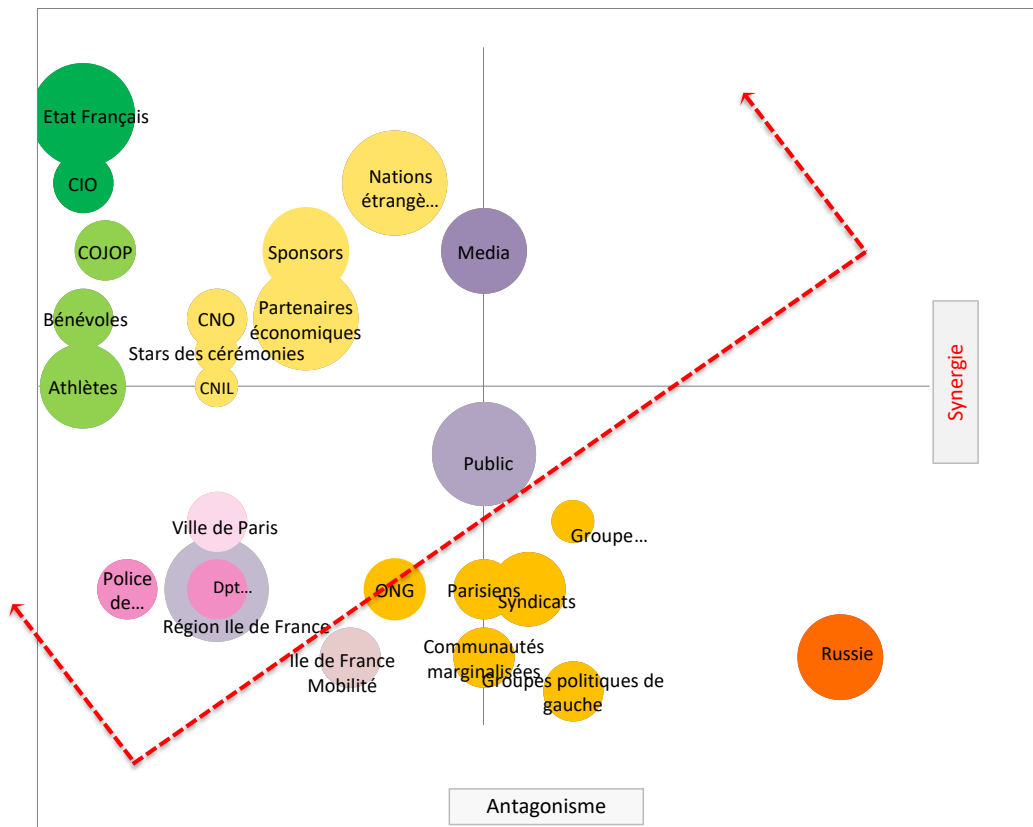 Etat Français
CIO
Nations
étrangè…
COJOP
Sponsors
Media
Bénévoles
CNO
Partenaires
économiques
Stars des cérémonies
Athlètes
CNIL
Synergie
Public
Ville de Paris
Groupe…
Police
de…
Dpt…
ONG
Parisiens
Syndicats
Région Ile de France
Ile de France
Mobilité
Communautés
marginalisées
Groupes politiques de
gauche
Russie
Antagonisme